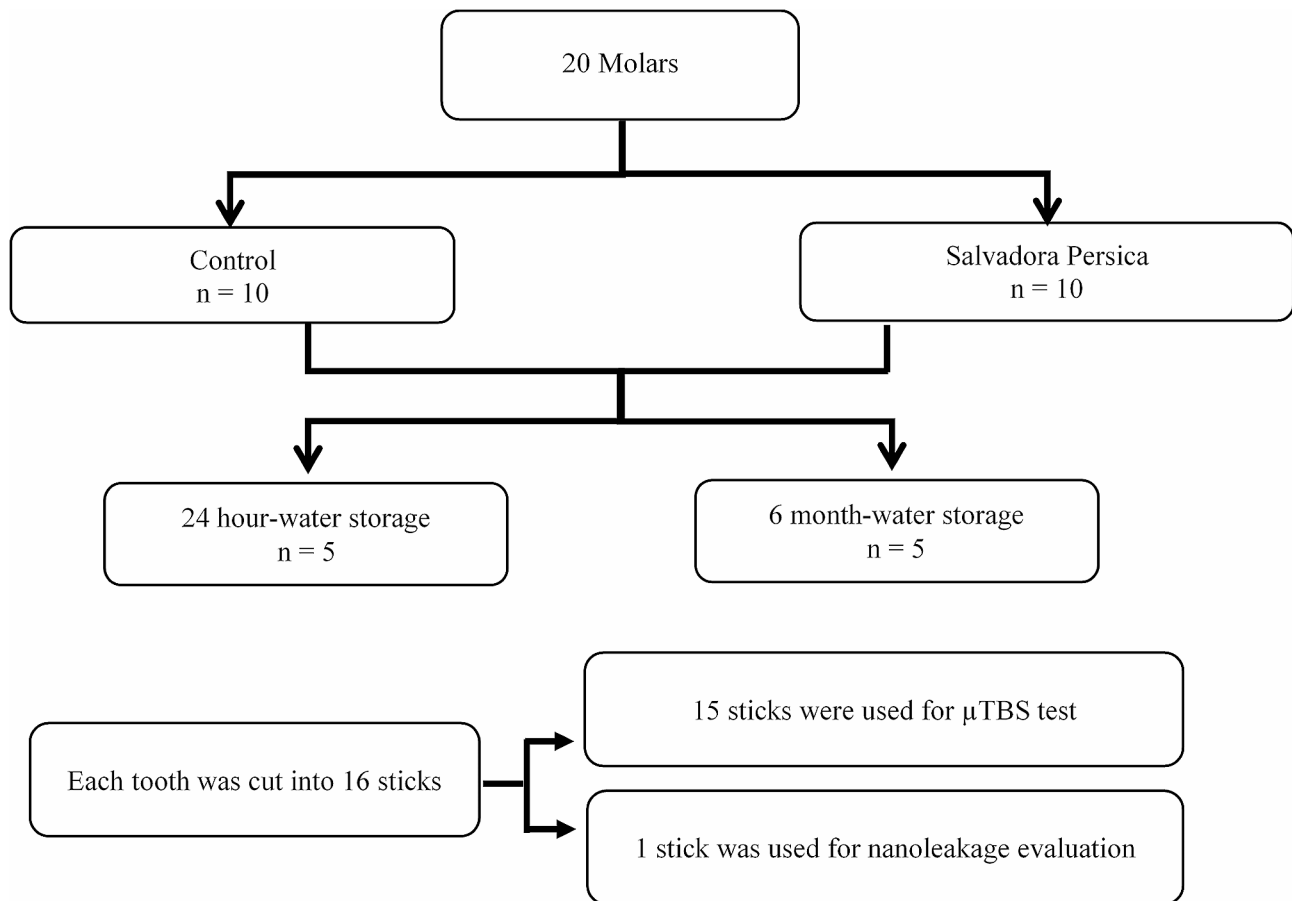 20 Molars
Control
n = 10
Salvadora Persica
n = 10
24 hour-water storage
n = 5
6 month-water storage
n = 5
15 sticks were used for µTBS test
Each tooth was cut into 16 sticks
1 stick was used for nanoleakage evaluation